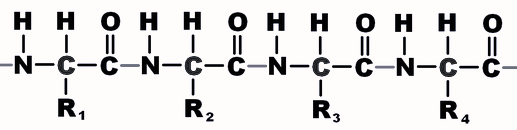 H H O H H O H H O H H O
N C C N C C N C C N C C
R1 R2 R3 R4